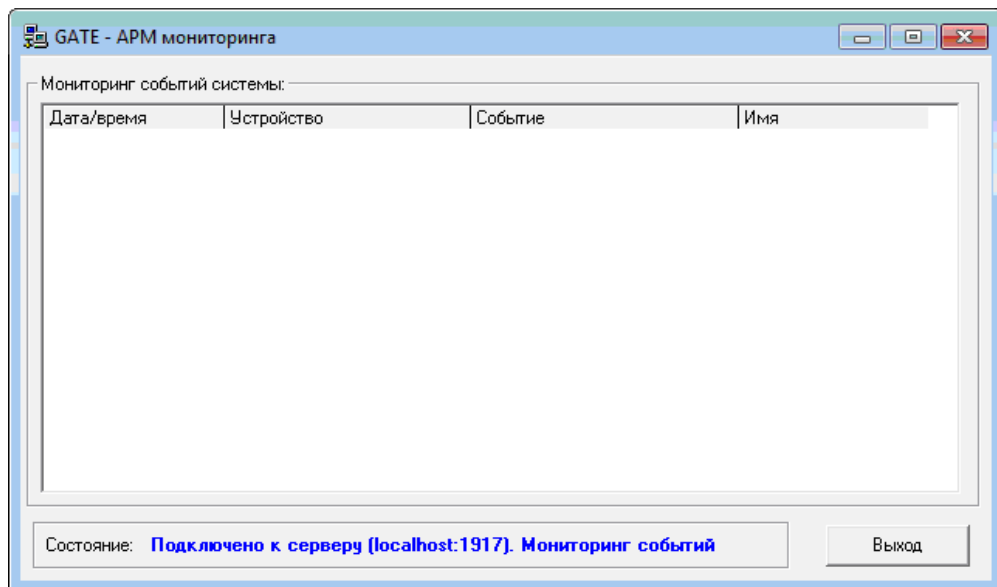 GATE - АРМ мониторинга
Мониторинг событий системы:
Дата/время Устройство Событие Имя
Состояние: Подключено к серверу (localhost:1917). Мониторинг событий
Выход